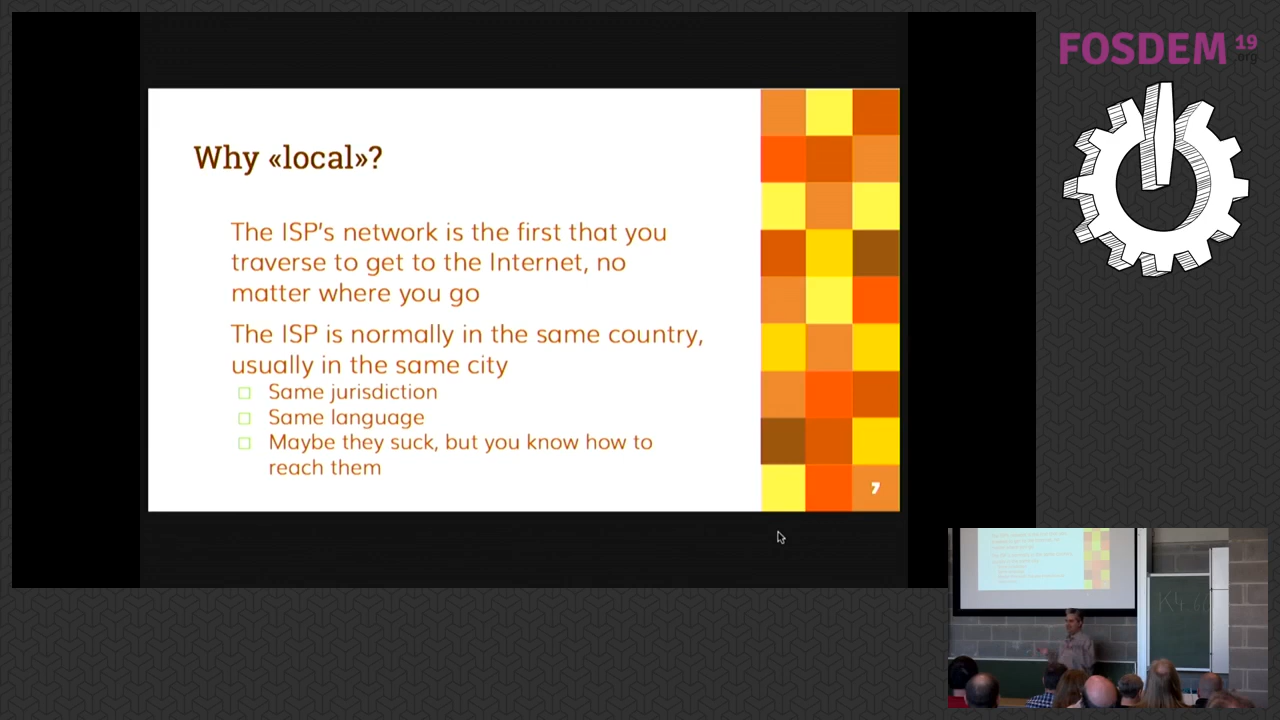 FOSDEM 19
.org
Why «local»?
The ISP's network is the first that you
traverse to get to the Internet, no
matter where you go
The ISP is normally in the same country,
usually in the same city
Same jurisdiction
Same language
Maybe they suck, but you know how to
reach them
7